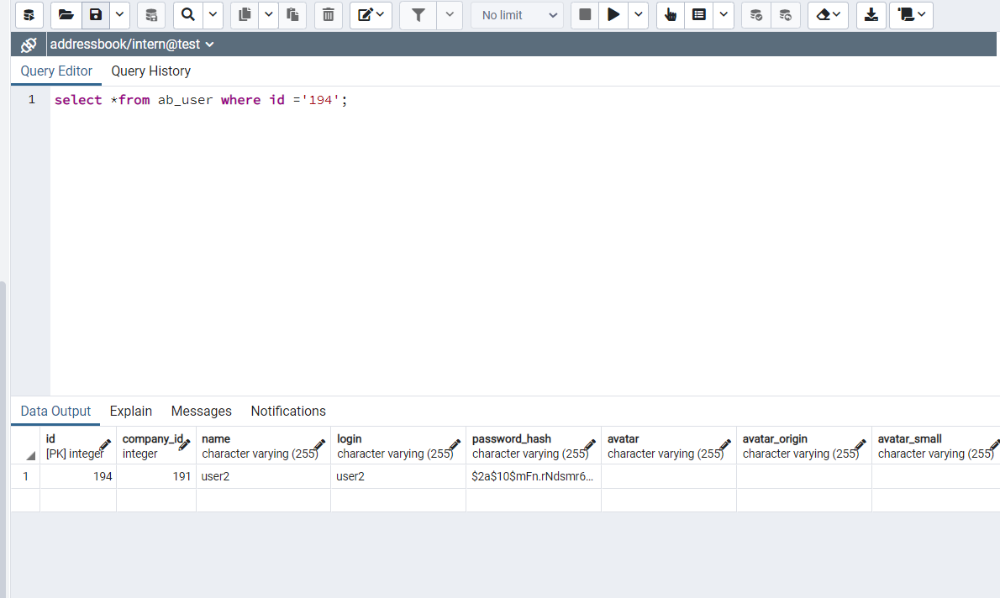 No limit
addressbook/intern@test
Query Editor Query History
1 select *from ab_user where id ='194';
Data Output Explain Messages Notifications
id company_id name login password_hash avatar avatar_origin avatar_small
[PK] integer integer character varying (255) character varying (255) character varying (255) character varying (255) character varying (255) character varying (255)
1 194 191 user2 user2 $2a$10$mFn.rNdsmr6...